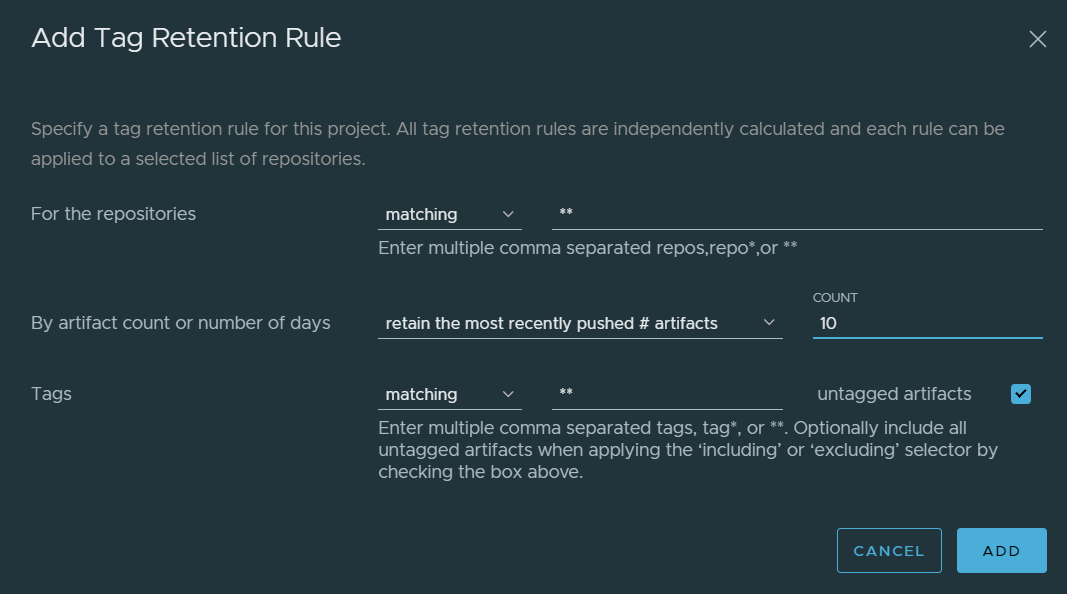 Add Tag Retention Rule
Specify a tag retention rule for this project. All tag retention rules are independently calculated and each rule can be
applied to a selected list of repositories.
For the repositories
matching
**
Enter multiple comma separated repos,repo*,or **
COUNT
By artifact count or number of days
retain the most recently pushed # artifacts
10
Tags
matching
**
untagged artifacts
Enter multiple comma separated tags, tag*, or **. Optionally include all
untagged artifacts when applying the ‘including’ or ‘excluding’ selector by
checking the box above.
CANCEL
ADD